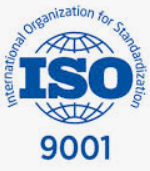 International Organization for Standardization
ISO
9001